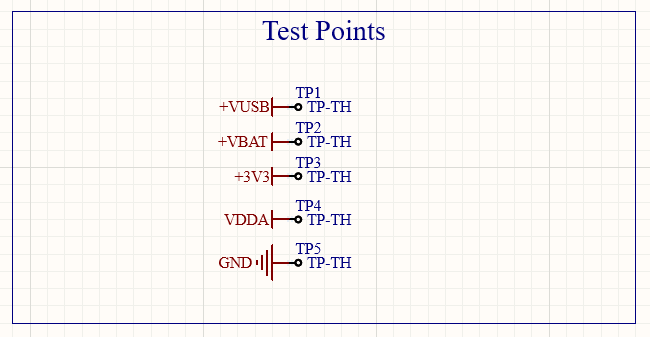 Test Points
TP1
+VUSB TP-TH
TP2
+VBAT TP-TH
TP3
+3V3 TP-TH
TP4
VDDA TP-TH
TP5
GND TP-TH